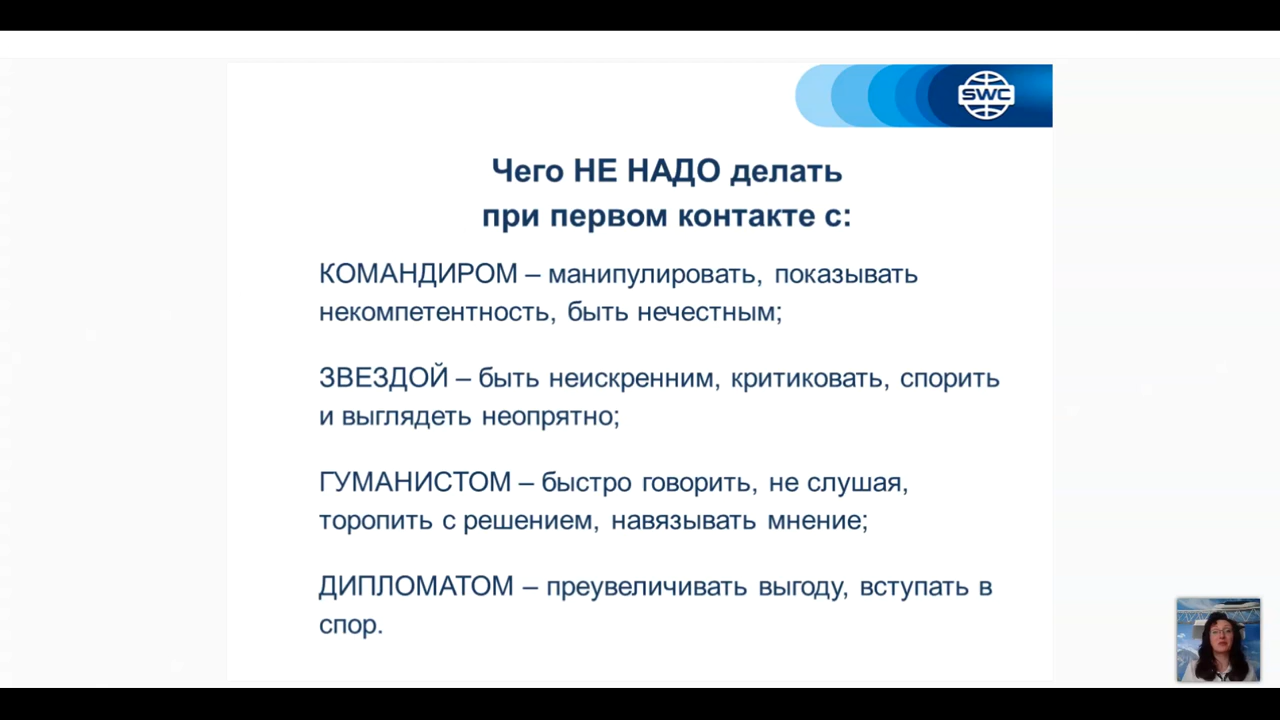 SWC
Чего НЕ НАДО делать
при первом контакте с:
КОМАНДИРОМ – манипулировать, показывать
некомпетентность, быть нечестным;
ЗВЕЗДОЙ – быть неискренним, критиковать, спорить
и выглядеть неопрятно;
ГУМАНИСТОМ – быстро говорить, не слушая,
торопить с решением, навязывать мнение;
ДИПЛОМАТОМ – преувеличивать выгоду, вступать в
спор.